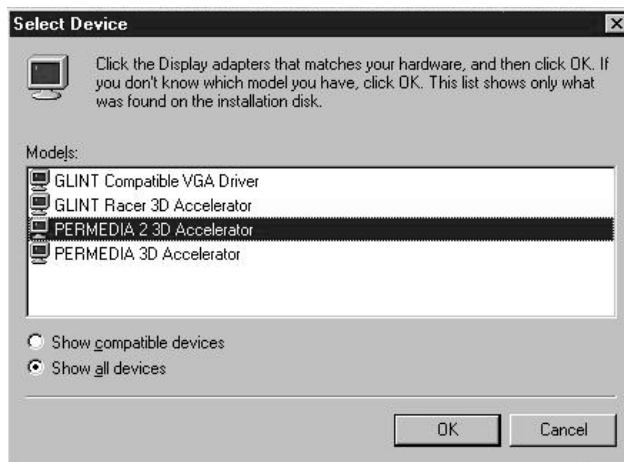 Select Device
Click the Display adapters that matches your hardware, and then click OK. If
you don't know which model you have, click OK. This list shows only what
was found on the installation disk.
Models:
GLINT Compatible VGA Driver
GLINT Racer 3D Accelerator
PERMEDIA 2 3D Accelerator
PERMEDIA 3D Accelerator
Show compatible devices
Show all devices
OK
Cancel